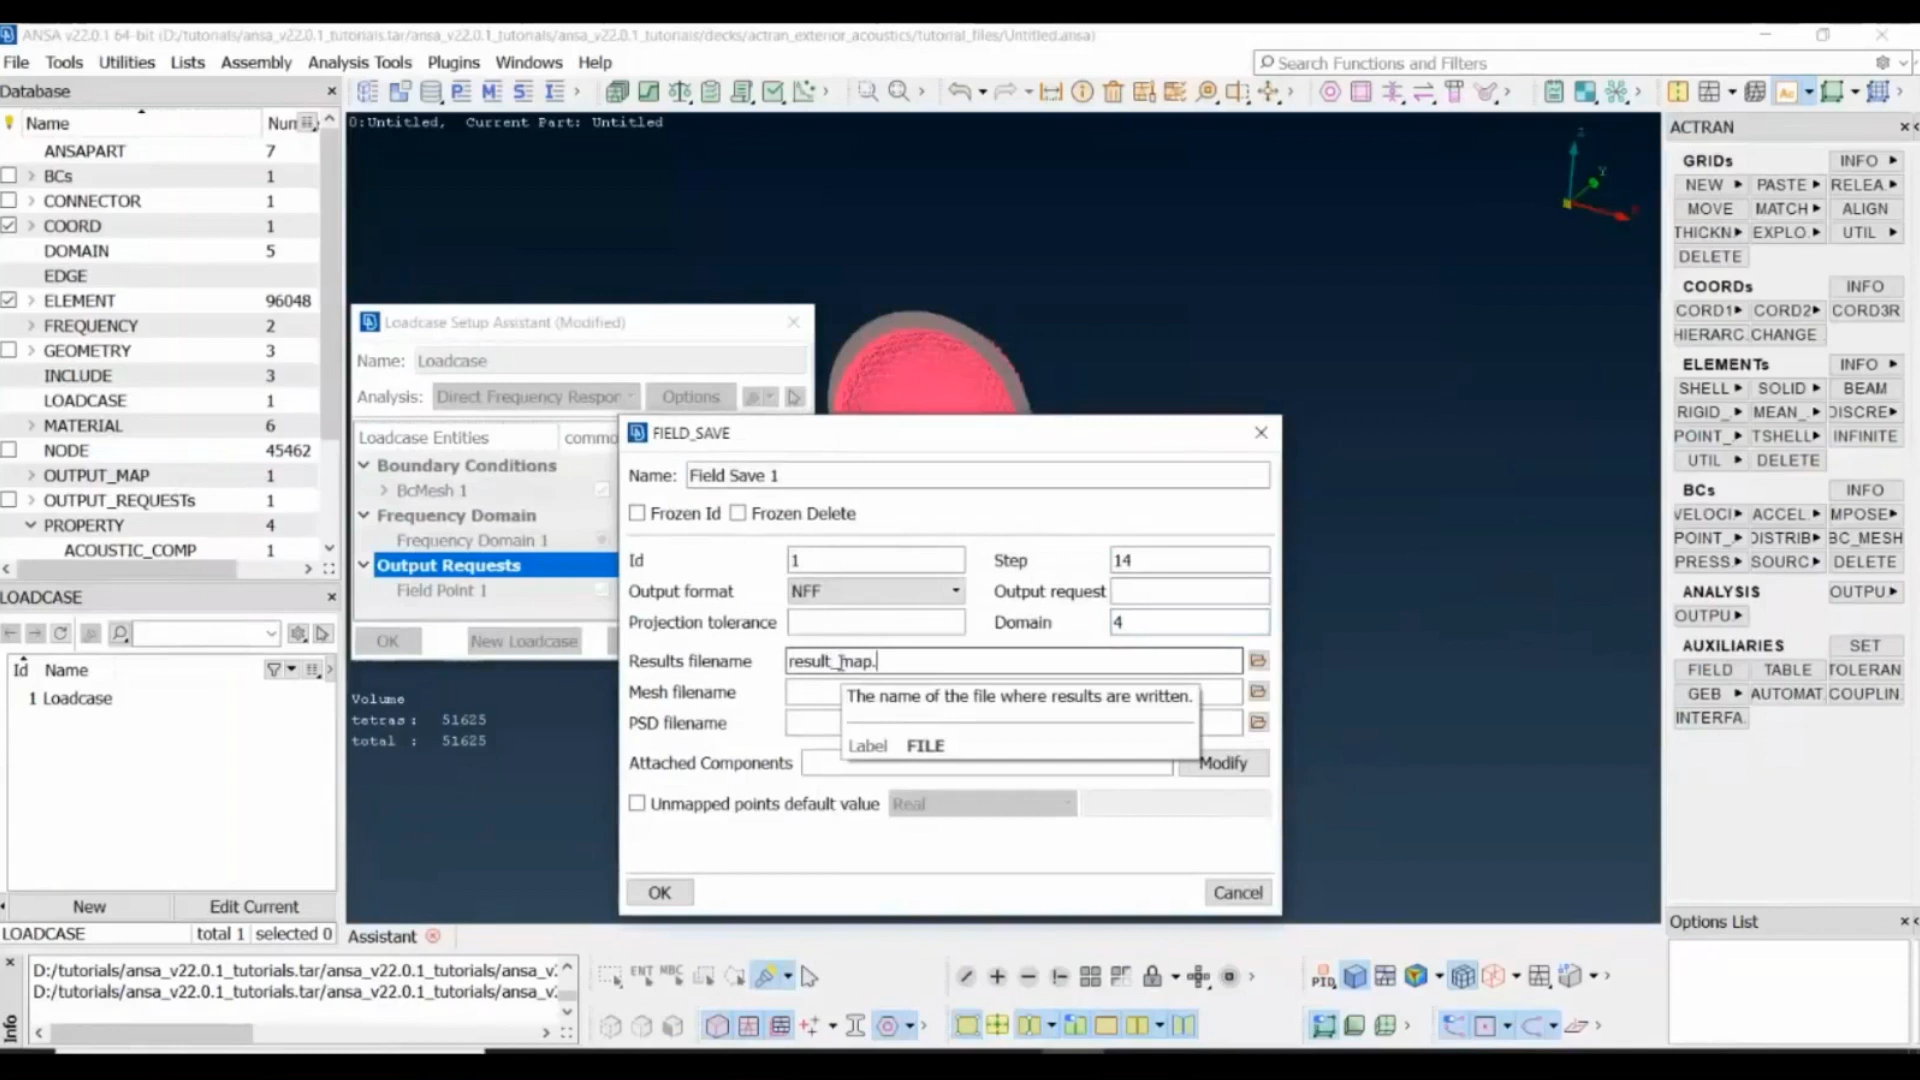 ANSA v22.0.1 64-bit (D:/tutorials/ansa_v22.0.1_tutorials.tar/ansa_v22.0.1_tutorials/ansa_v22.0.1_tutorials/decks/actran_exterior_acoustics/tutorial_files/Untitled.ansa)
File Tools Utilities Lists Assembly Analysis Tools Plugins Windows Help
Search Functions and Filters
Database
Name Num
ANSAPART 7
BCs 1
CONNECTOR 1
COORD 1
DOMAIN 5
EDGE
ELEMENT 96048
FREQUENCY 2
GEOMETRY 3
INCLUDE 3
LOADCASE 1
MATERIAL 6
NODE 45462
OUTPUT_MAP 1
OUTPUT_REQUESTs 1
PROPERTY 4
ACOUSTIC_COMP 1
LOADCASE
Id Name
1 Loadcase
New Edit Current
LOADCASE total 1 selected 0
0:Untitled, Current Part: Untitled
Z
Y
Loadcase Setup Assistant (Modified)
Name: Loadcase
Analysis: Direct Frequency Respor Options
Loadcase Entities commo
Boundary Conditions
BcMesh 1
Frequency Domain
Frequency Domain 1
Output Requests
Field Point 1
OK New Loadcase
Volume
tetras: 51625
total : 51625
FIELD_SAVE
Name: Field Save 1
Frozen Id Frozen Delete
Id 1 Step 14
Output format NFF Output request
Projection tolerance Domain 4
Results filename result_map.
Mesh filename
PSD filename
The name of the file where results are written.
Label FILE
Attached Components Modify
Unmapped points default value Real
OK Cancel
ACTRAN
GRIDs INFO
NEW PASTE RELEA.
MOVE MATCH ALIGN
THICKN EXPLO. UTIL
DELETE
COORDs INFO
CORD1 CORD2 CORD3R
HIERARC. CHANGE
ELEMENTs INFO
SHELL SOLID BEAM
RIGID_ MEAN_ DISCRE
POINT_ TSHELL INFINITE
UTIL DELETE
BCs INFO
VELOCI ACCEL. MPOSE
POINT_ DISTRIB BC_MESH
PRESS. SOURC DELETE
ANALYSIS OUTPU
OUTPU
AUXILIARIES SET
FIELD TABLE TOLERAN
GEB AUTOMAT COUPLIN
INTERFA.
Options List
Assistant
Info
D:/tutorials/ansa_v22.0.1_tutorials.tar/ansa_v22.0.1_tutorials/ansa_v
D:/tutorials/ansa_v22.0.1_tutorials.tar/ansa_v22.0.1_tutorials/ansa_v
ENT MBC
PID